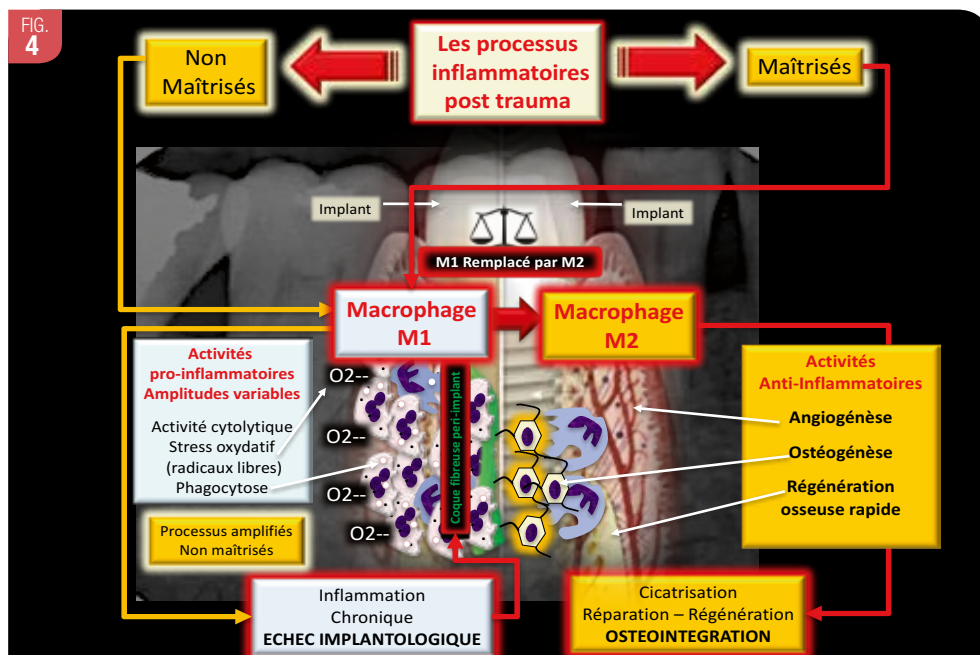 FIG.
4
Les processus
inflammatoires
post trauma
Non
Maîtrisés
Maîtrisés
Implant
Implant
M1 Remplacé par M2
Macrophage
M1
Macrophage
M2
Activités
pro-inflammatoires
Amplitudes variables
Activité cytolytique
Stress oxydatif
(radicaux libres)
Phagocytose
O2--
O2--
O2--
O2--
Coque fibreuse peri-implant
Activités
Anti-Inflammatoires
Angiogénèse
Ostéogénèse
Régénération
osseuse rapide
Processus amplifiés
Non maîtrisés
Inflammation
Chronique
ECHEC IMPLANTOLOGIQUE
Cicatrisation
Réparation – Régénération
OSTEOINTEGRATION